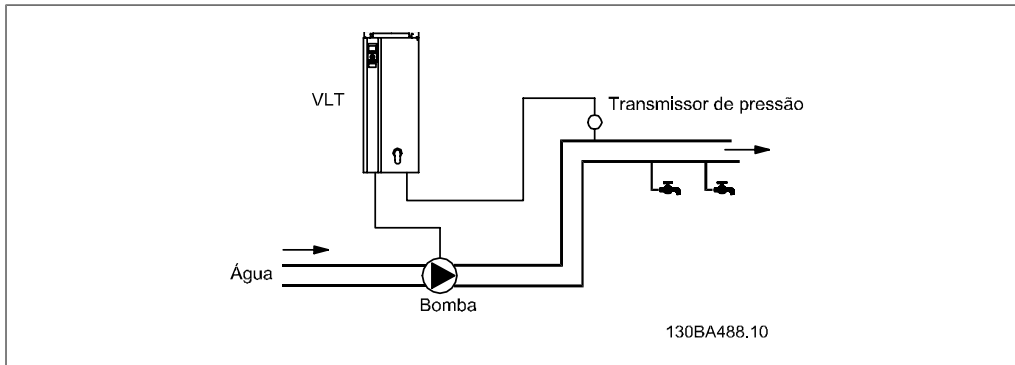 VLT
Transmissor de pressão
Água
Bomba
130BA488.10